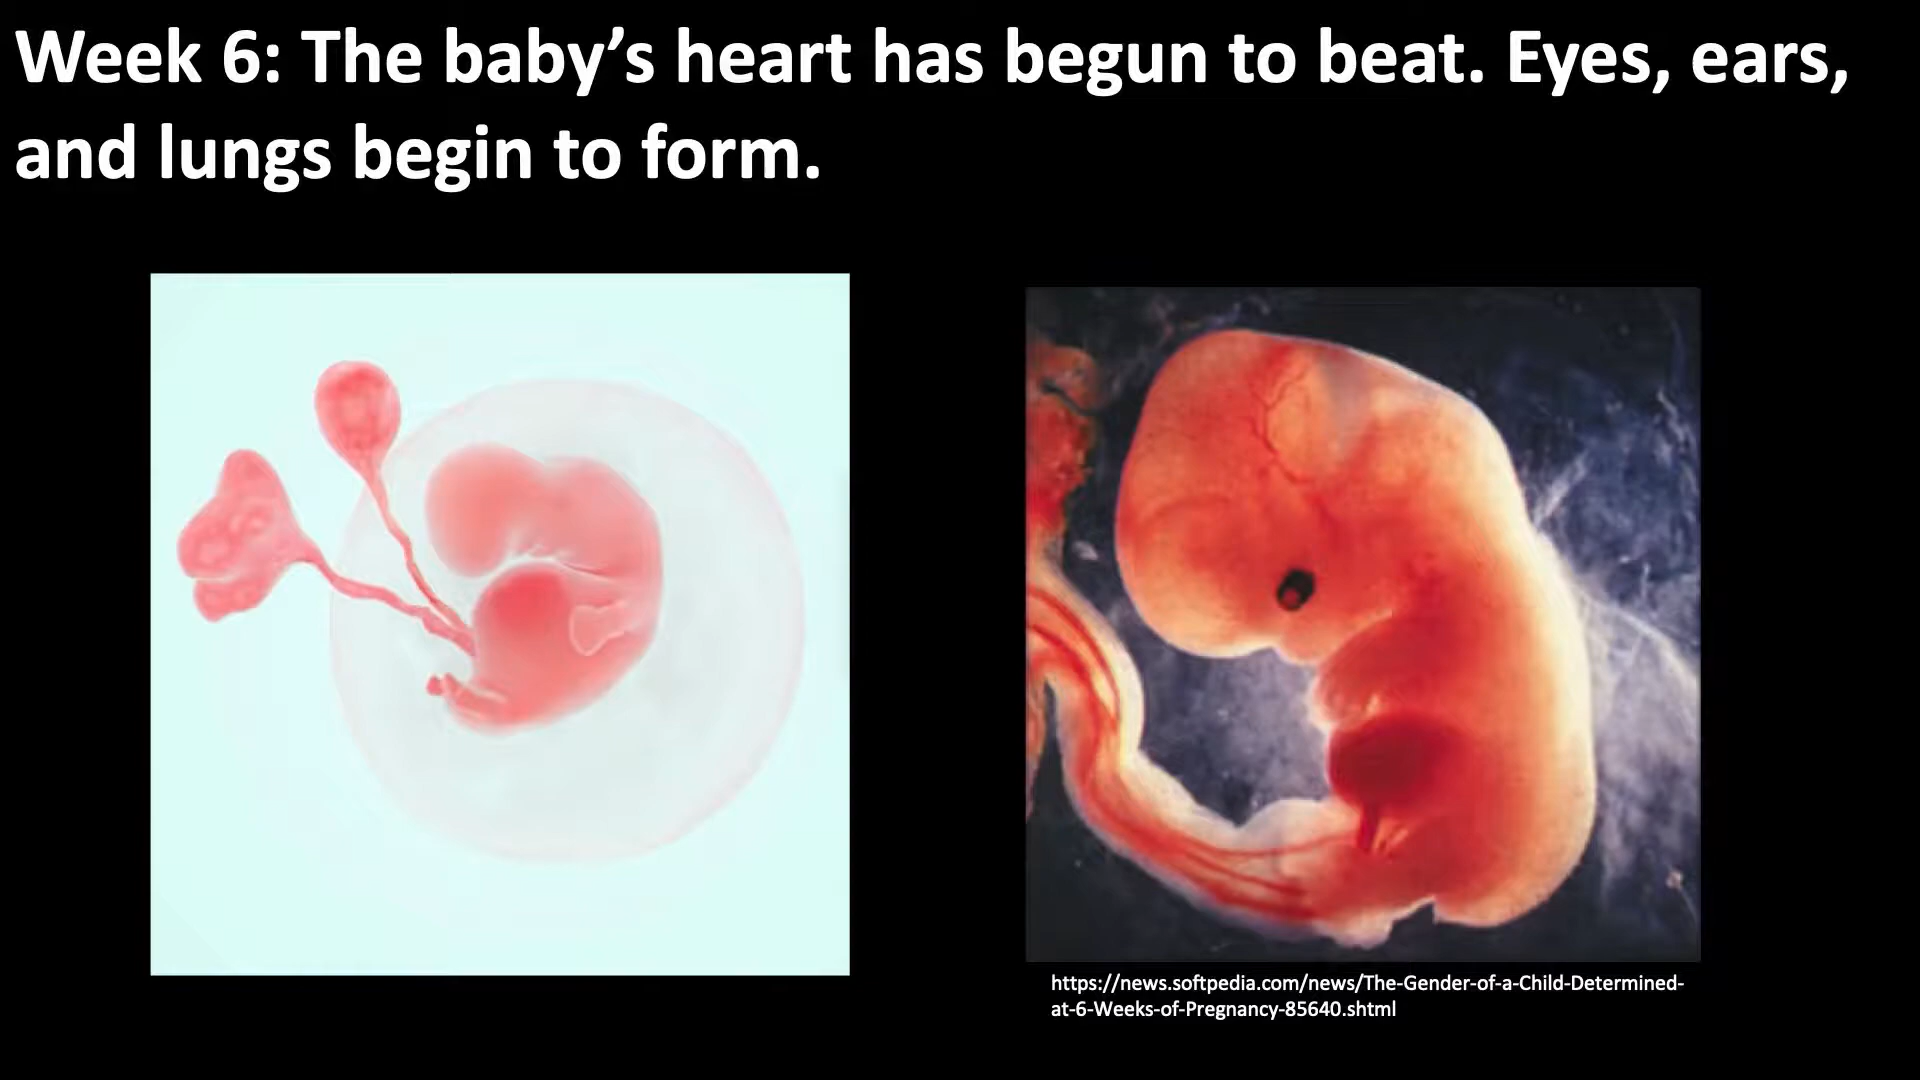 Week 6: The baby’s heart has begun to beat. Eyes, ears,
and lungs begin to form.
https://news.softpedia.com/news/The-Gender-of-a-Child-Determined-
at-6-Weeks-of-Pregnancy-85640.shtml